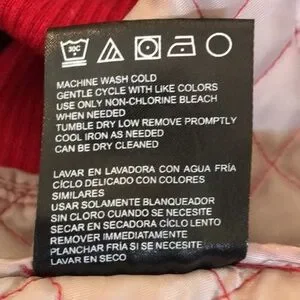 30C
MACHINE WASH COLD
GENTLE CYCLE WITH LIKE COLORS
USE ONLY NON-CHLORINE BLEACH
WHEN NEEDED
TUMBLE DRY LOW REMOVE PROMPTLY
COOL IRON AS NEEDED
CAN BE DRY CLEANED
LAVAR EN LAVADORA CON AGUA FRÍA
CÍCLO DELICADO CON COLORES
SIMILARES
USAR SOLAMENTE BLANQUEADOR
SIN CLORO CUANDO SE NECESITE
SECAR EN SECADORA CÍCLO LENTO
REMOVER IMMEDIATAMENTE
PLANCHAR FRÍA SI SE NECESITE
LAVAR EN SECO